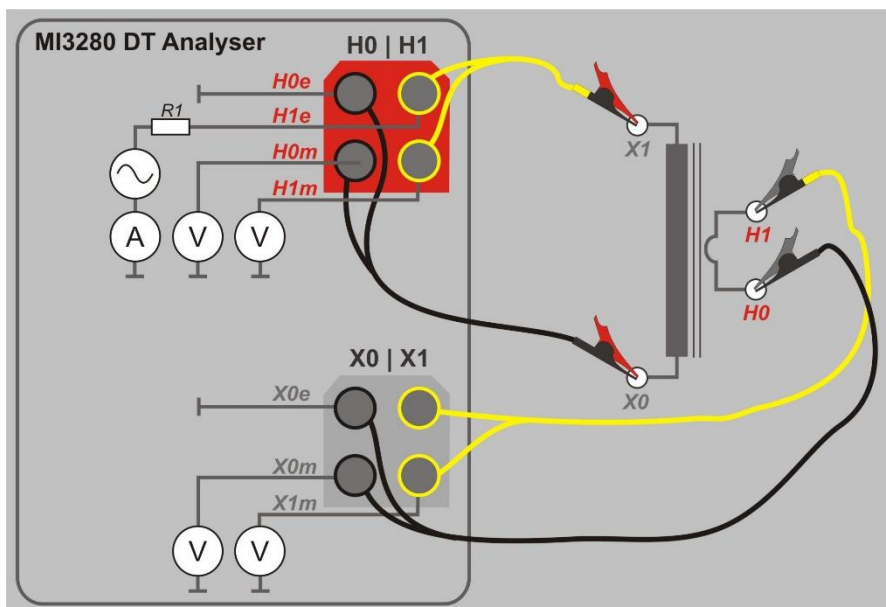 MI3280 DT Analyser
H0 | H1
H0e
R1
H1e
H0m
H1m
A
V
V
X1
H1
H0
X0
X0 | X1
X0e
X0m
X1m
V
V